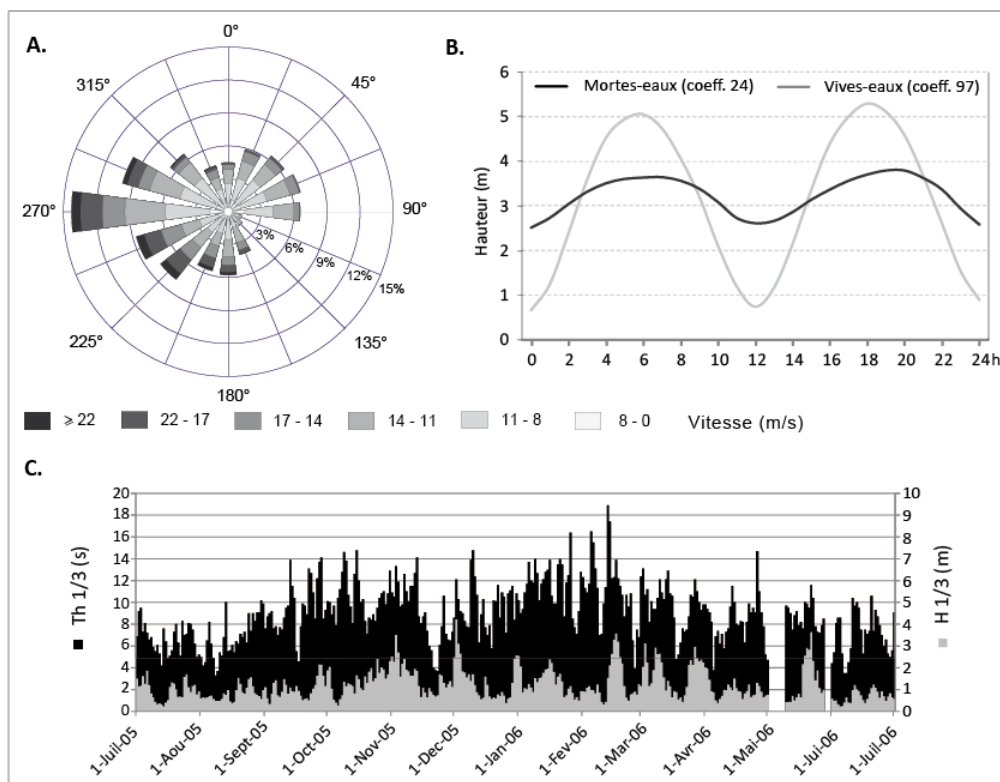 A.
0°
45°
90°
135°
180°
225°
270°
315°
3%
6%
9%
12%
15%
⩾ 22
22 - 17
17 - 14
14 - 11
11 - 8
8 - 0
Vitesse (m/s)
B.
Mortes-eaux (coeff. 24)
Vives-eaux (coeff. 97)
Hauteur (m)
6
5
4
3
2
1
0
0 2 4 6 8 10 12 14 16 18 20 22 24h
C.
Th 1/3 (s)
20
18
16
14
12
10
8
6
4
2
0
H 1/3 (m)
10
9
8
7
6
5
4
3
2
1
0
1-Juil-05
1-Aou-05
1-Sept-05
1-Oct-05
1-Nov-05
1-Dec-05
1-Jan-06
1-Fev-06
1-Mar-06
1-Avr-06
1-Mai-06
1-Jui-06
1-Juil-06